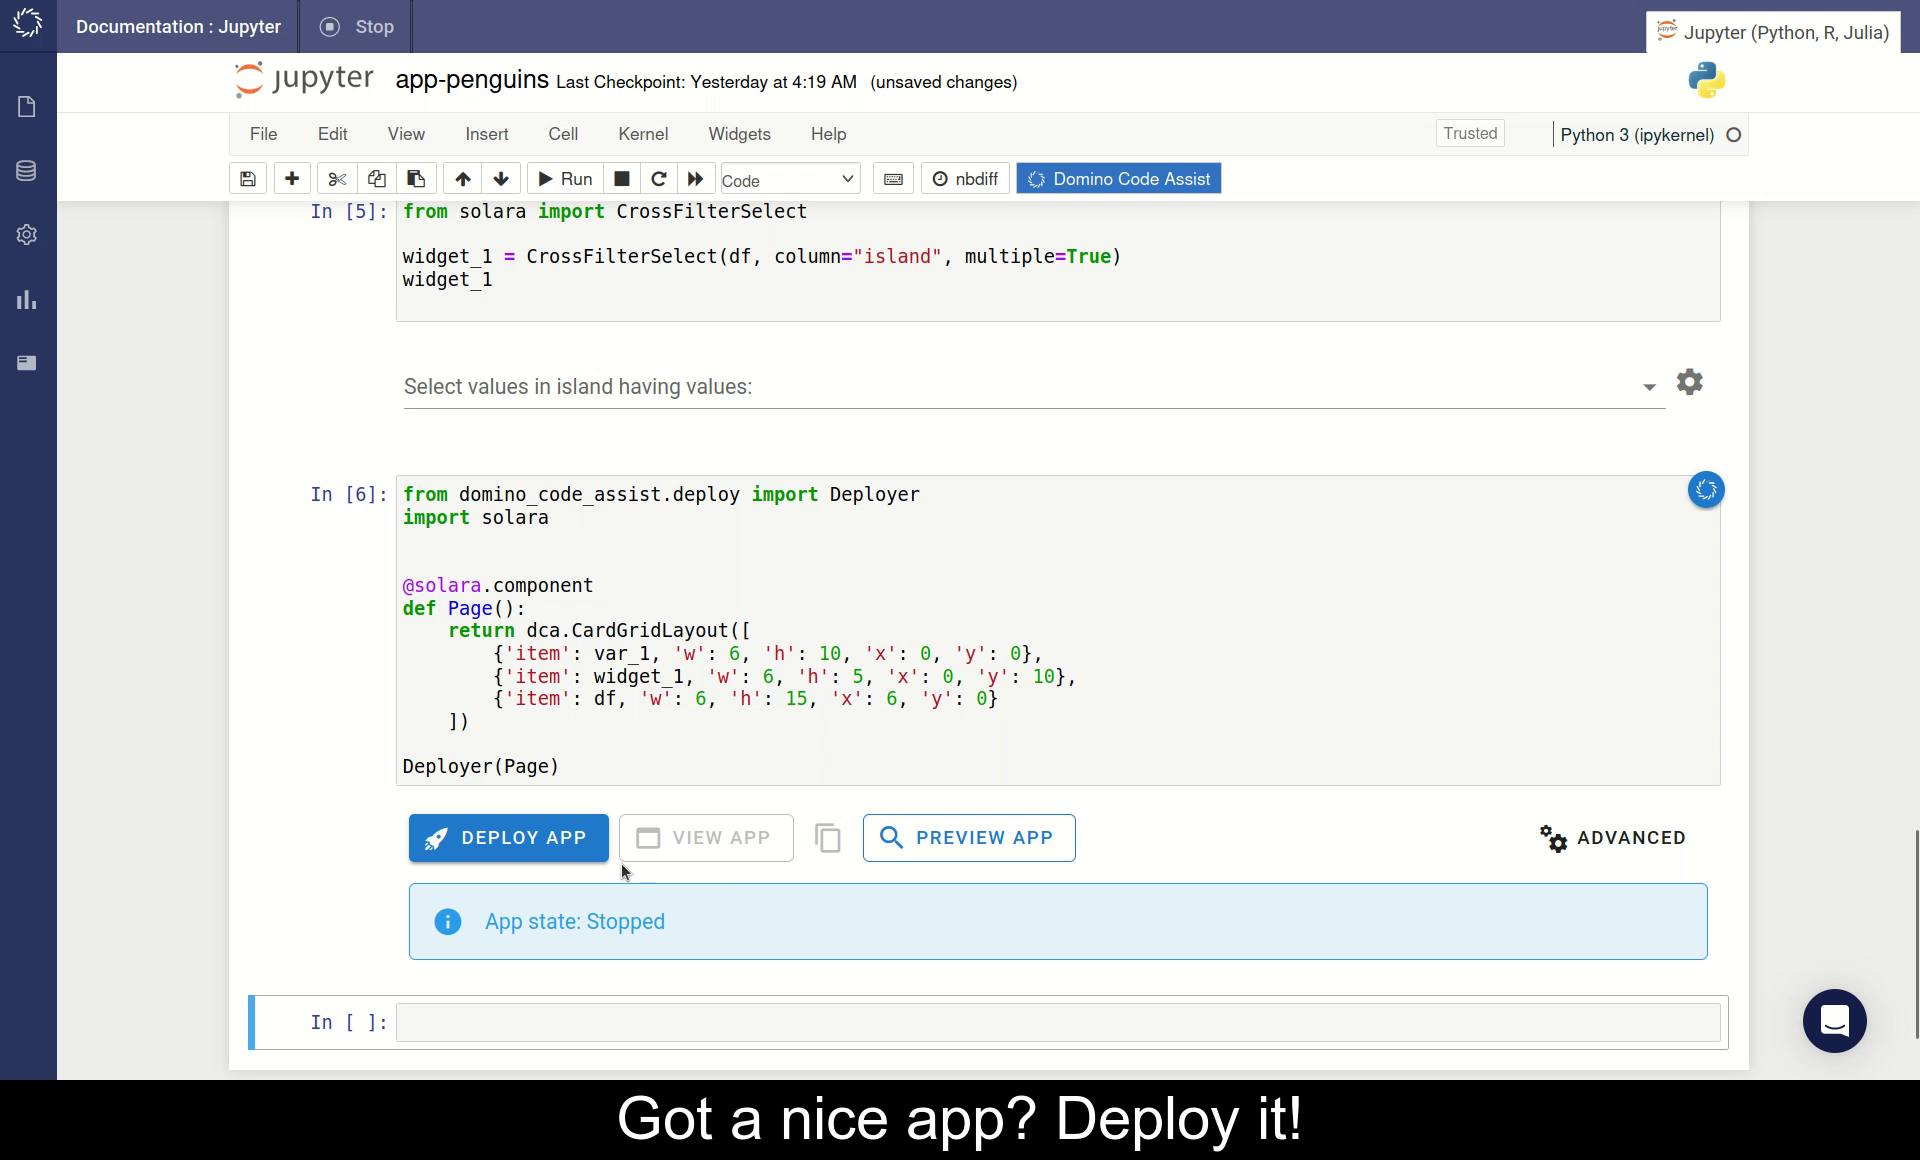 Documentation : Jupyter
Stop
Jupyter (Python, R, Julia)
jupyter app-penguins Last Checkpoint: Yesterday at 4:19 AM (unsaved changes)
File Edit View Insert Cell Kernel Widgets Help Trusted Python 3 (ipykernel)
Run Code nbdiff Domino Code Assist
In [5]: from solara import CrossFilterSelect
widget_1 = CrossFilterSelect(df, column="island", multiple=True)
widget_1
Select values in island having values:
In [6]: from domino_code_assist.deploy import Deployer
import solara
@solara.component
def Page():
    return dca.CardGridLayout([
        {'item': var_1, 'w': 6, 'h': 10, 'x': 0, 'y': 0},
        {'item': widget_1, 'w': 6, 'h': 5, 'x': 0, 'y': 10},
        {'item': df, 'w': 6, 'h': 15, 'x': 6, 'y': 0}
    ])
Deployer(Page)
DEPLOY APP VIEW APP PREVIEW APP ADVANCED
App state: Stopped
In [ ]:
Got a nice app? Deploy it!